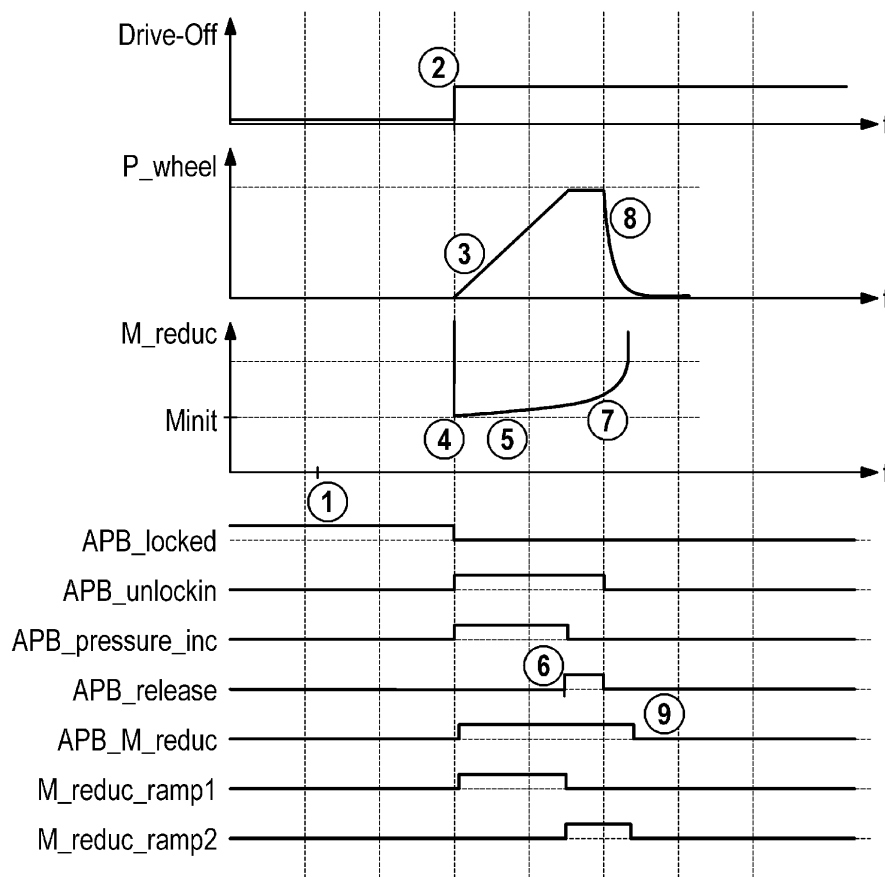 Drive-Off
2
t
P_wheel
3
8
t
M_reduc
Minit
4
5
7
t
1
APB_locked
APB_unlockin
APB_pressure_inc
6
APB_release
9
APB_M_reduc
M_reduc_ramp1
M_reduc_ramp2